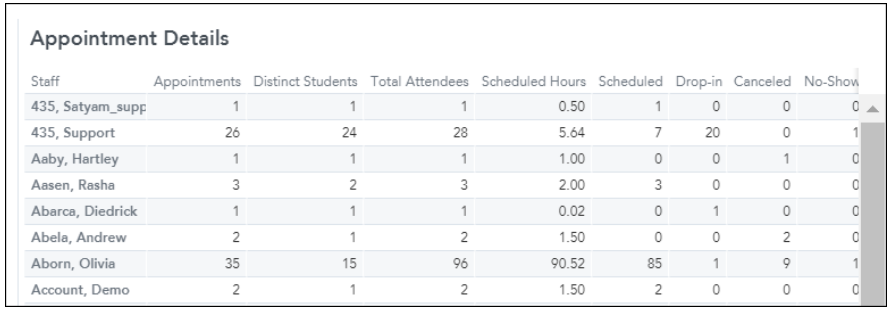 Appointment Details
Staff Appointments Distinct Students Total Attendees Scheduled Hours Scheduled Drop-in Canceled No-Show
435, Satyam_supp 1 1 1 0.50 1 0 0 0
435, Support 26 24 28 5.64 7 20 0 1
Aaby, Hartley 1 1 1 1.00 0 0 1 0
Aasen, Rasha 3 2 3 2.00 3 0 0 0
Abarca, Diedrick 1 1 1 0.02 0 1 0 0
Abela, Andrew 2 1 2 1.50 0 0 2 0
Aborn, Olivia 35 15 96 90.52 85 1 9 1
Account, Demo 2 1 2 1.50 2 0 0 0